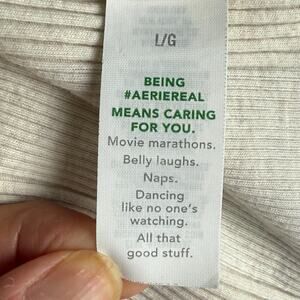 L/G
BEING
#AERIEREAL
MEANS CARING
FOR YOU.
Movie marathons.
Belly laughs.
Naps.
Dancing
like no one's
watching.
All that
good stuff.